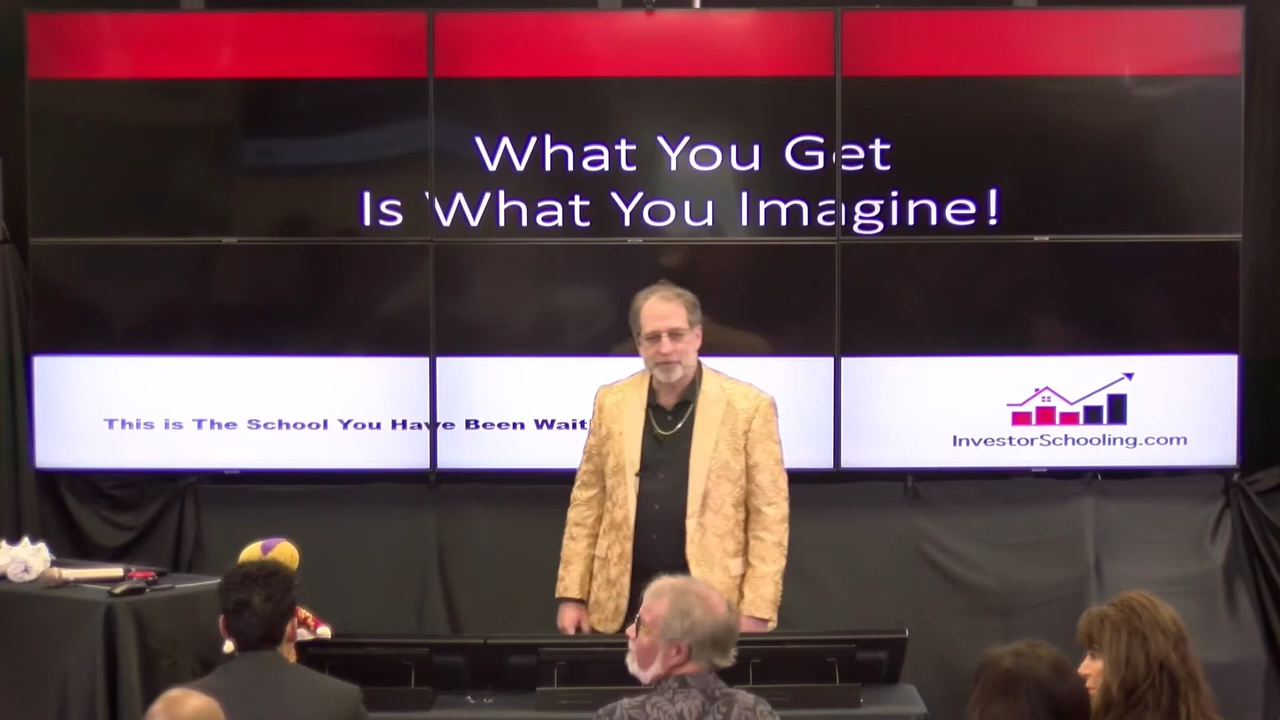 What You Get
Is What You Imagine!
This is The School You Have Been
InvestorSchooling.com